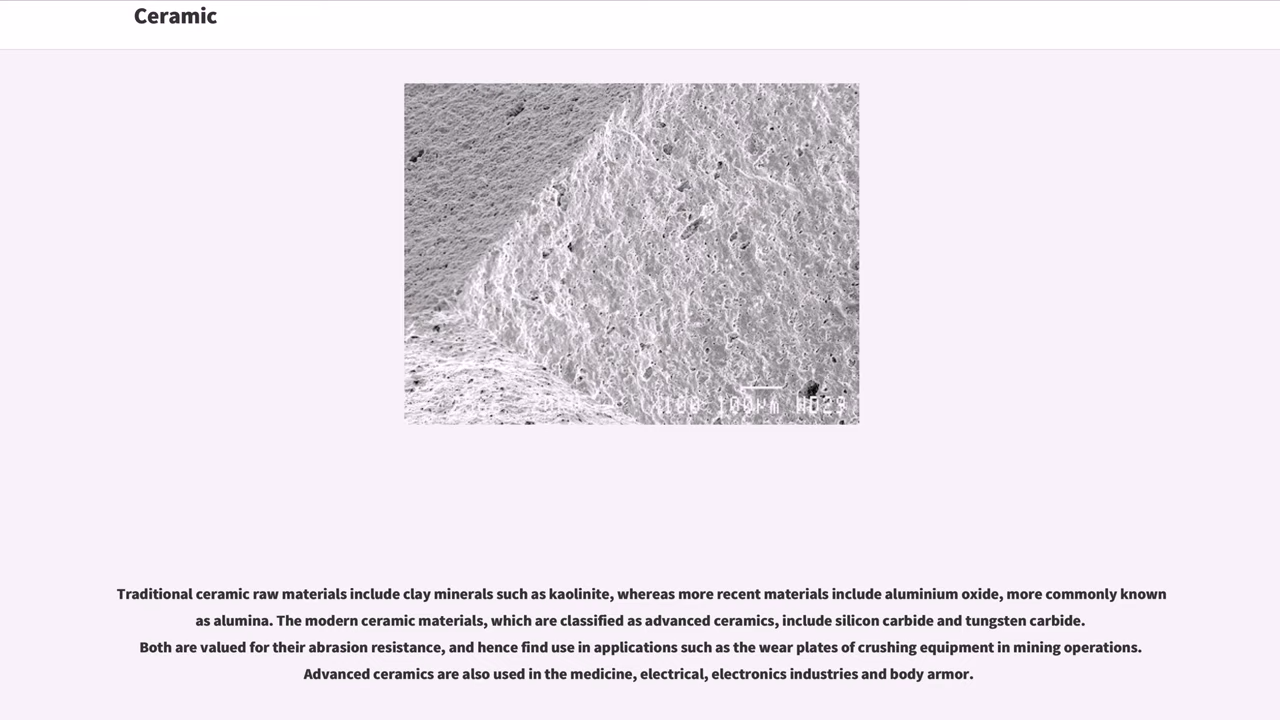 Ceramic
X100 100µm WD29
Traditional ceramic raw materials include clay minerals such as kaolinite, whereas more recent materials include aluminium oxide, more commonly known
as alumina. The modern ceramic materials, which are classified as advanced ceramics, include silicon carbide and tungsten carbide.
Both are valued for their abrasion resistance, and hence find use in applications such as the wear plates of crushing equipment in mining operations.
Advanced ceramics are also used in the medicine, electrical, electronics industries and body armor.